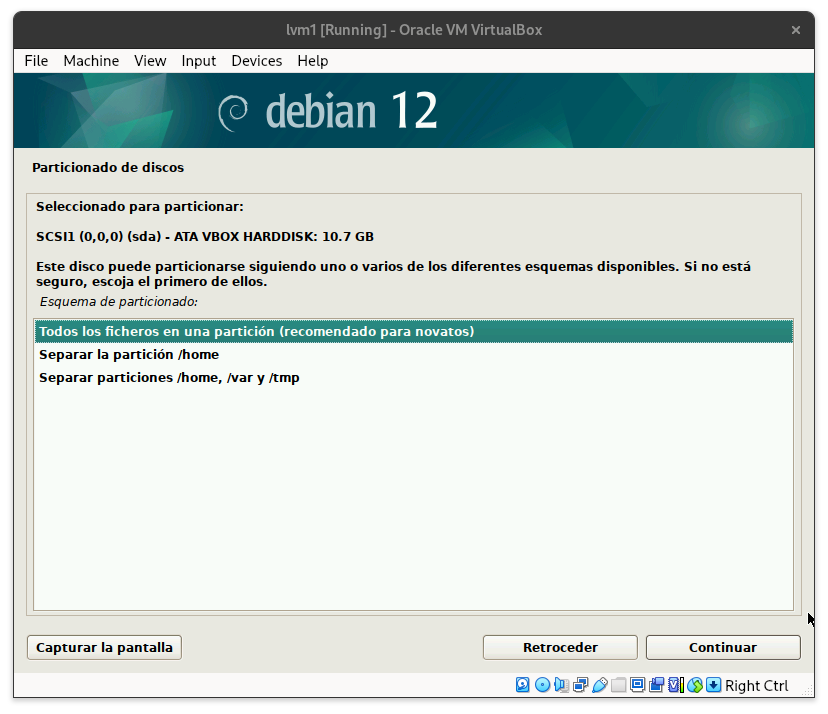 lvm1 [Running] - Oracle VM VirtualBox
File Machine View Input Devices Help
debian 12
Particionado de discos
Seleccionado para particionar:
SCSI1 (0,0,0) (sda) - ATA VBOX HARDDISK: 10.7 GB
Este disco puede particionarse siguiendo uno o varios de los diferentes esquemas disponibles. Si no está
seguro, escoja el primero de ellos.
Esquema de particionado:
Todos los ficheros en una partición (recomendado para novatos)
Separar la partición /home
Separar particiones /home, /var y /tmp
Capturar la pantalla Retroceder Continuar
Right Ctrl